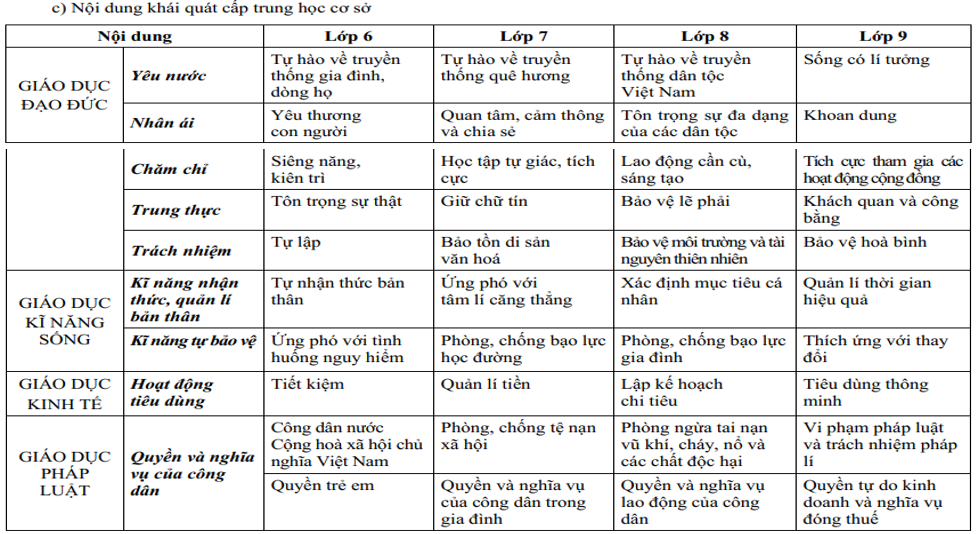 c) Nội dung khái quát cấp trung học cơ sở
Nội dung Lớp 6 Lớp 7 Lớp 8 Lớp 9
GIÁO DỤC
ĐẠO ĐỨC
Yêu nước
Tự hào về truyền
thống gia đình,
dòng họ
Tự hào về truyền
thống quê hương
Tự hào về truyền
thống dân tộc
Việt Nam
Sống có lí tưởng
Nhân ái
Yêu thương
con người
Quan tâm, cảm thông
và chia sẻ
Tôn trọng sự đa dạng
của các dân tộc
Khoan dung
Chăm chỉ
Siêng năng,
kiên trì
Học tập tự giác, tích
cực
Lao động cần cù,
sáng tạo
Tích cực tham gia các
hoạt động cộng đồng
Trung thực
Tôn trọng sự thật
Giữ chữ tín
Bảo vệ lẽ phải
Khách quan và công
bằng
Trách nhiệm
Tự lập
Bảo tồn di sản
văn hoá
Bảo vệ môi trường và tài
nguyên thiên nhiên
Bảo vệ hoà bình
GIÁO DỤC
KĨ NĂNG
SỐNG
Kĩ năng nhận
thức, quản lí
bản thân
Tự nhận thức bản
thân
Ứng phó với
tâm lí căng thẳng
Xác định mục tiêu cá
nhân
Quản lí thời gian
hiệu quả
Kĩ năng tự bảo vệ
Ứng phó với tình
huống nguy hiểm
Phòng, chống bạo lực
học đường
Phòng, chống bạo lực
gia đình
Thích ứng với thay
đổi
GIÁO DỤC
KINH TẾ
Hoạt động
tiêu dùng
Tiết kiệm
Quản lí tiền
Lập kế hoạch
chi tiêu
Tiêu dùng thông
minh
GIÁO DỤC
PHÁP
LUẬT
Quyền và nghĩa
vụ của công
dân
Công dân nước
Cộng hoà xã hội chủ
nghĩa Việt Nam
Phòng, chống tệ nạn
xã hội
Phòng ngừa tai nạn
vũ khí, cháy, nổ và
các chất độc hại
Vi phạm pháp luật
và trách nhiệm pháp
lí
Quyền trẻ em
Quyền và nghĩa vụ
của công dân trong
gia đình
Quyền và nghĩa vụ
lao động của công
dân
Quyền tự do kinh
doanh và nghĩa vụ
đóng thuế